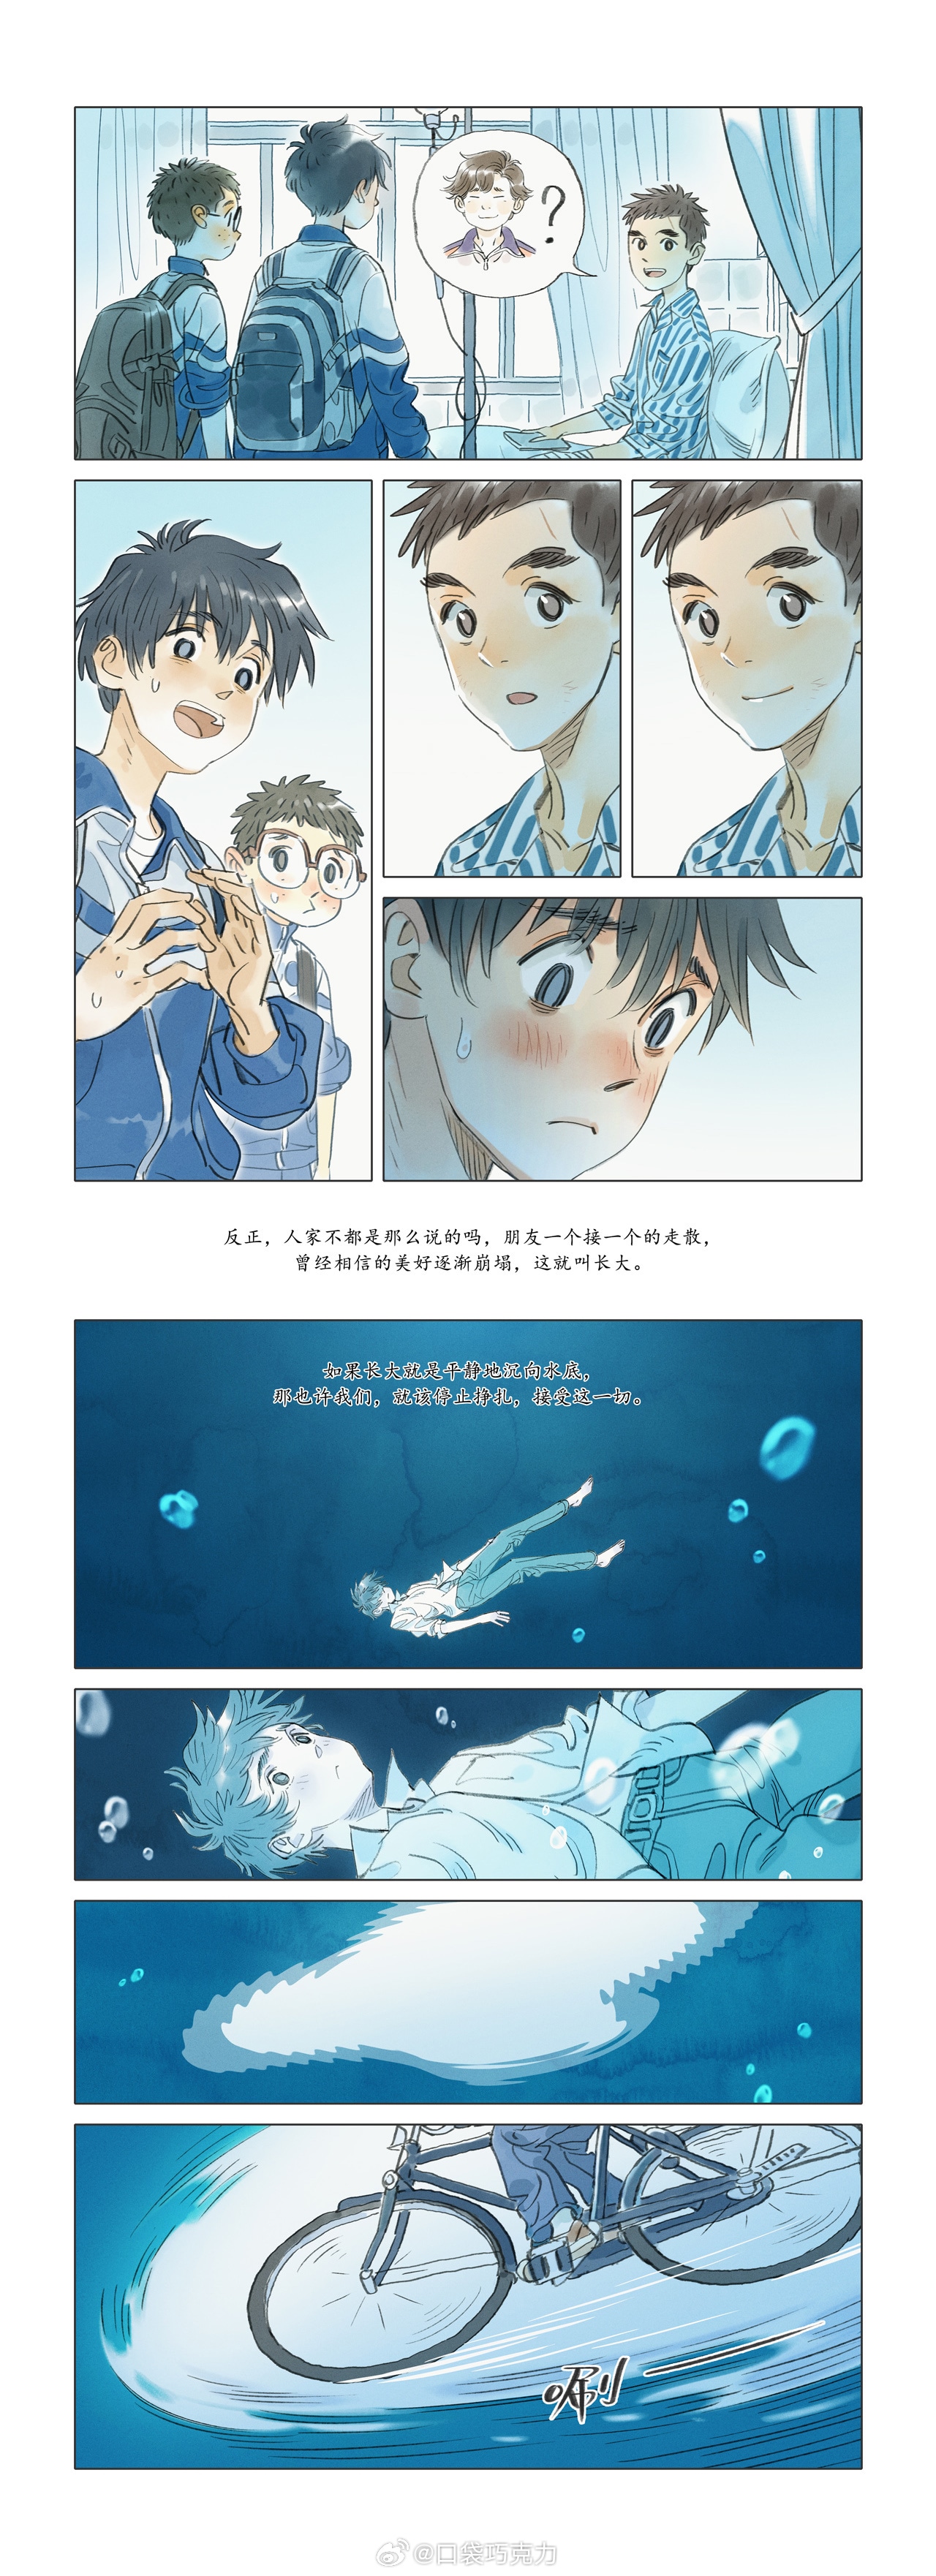 ?
反正，人家不都是那么说的吗，朋友一个接一个的走散，
曾经相信的美好逐渐崩塌，这就叫长大。
如果长大就是平静地沉向水底，
那也许我们，就该停止挣扎，接受这一切。
唰
@口袋巧克力